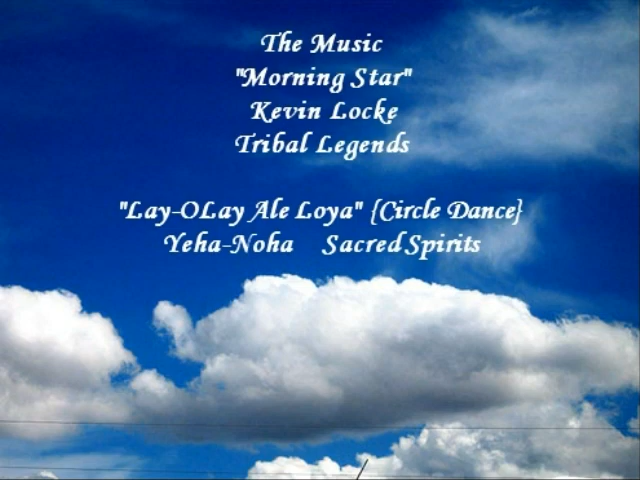 The Music
"Morning Star"
Kevin Locke
Tribal Legends
"Lay-OLay Ale Loya" {Circle Dance}
Yeha-Noha Sacred Spirits